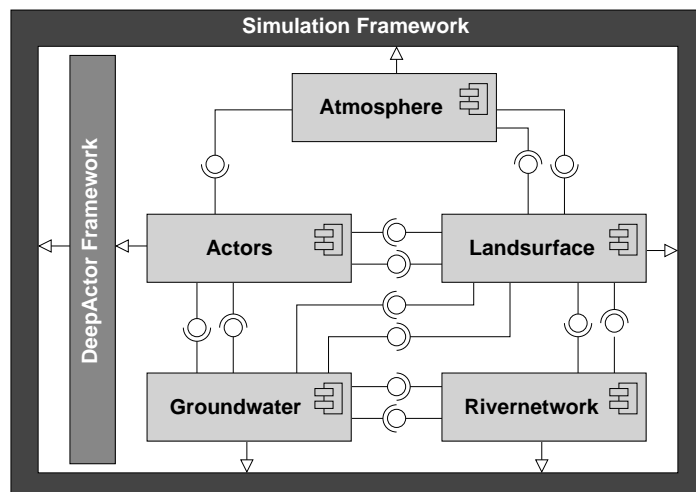 Simulation Framework
Atmosphere
DeepActor Framework
Actors
Landsurface
Groundwater
Rivernetwork